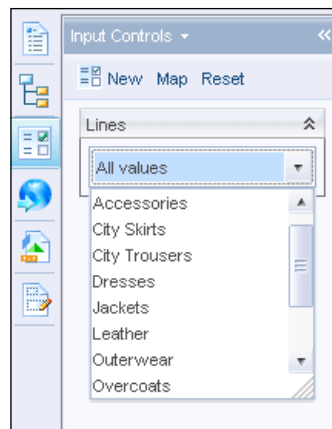 Input Controls
New Map Reset
Lines
All values
Accessories
City Skirts
City Trousers
Dresses
Jackets
Leather
Outerwear
Overcoats